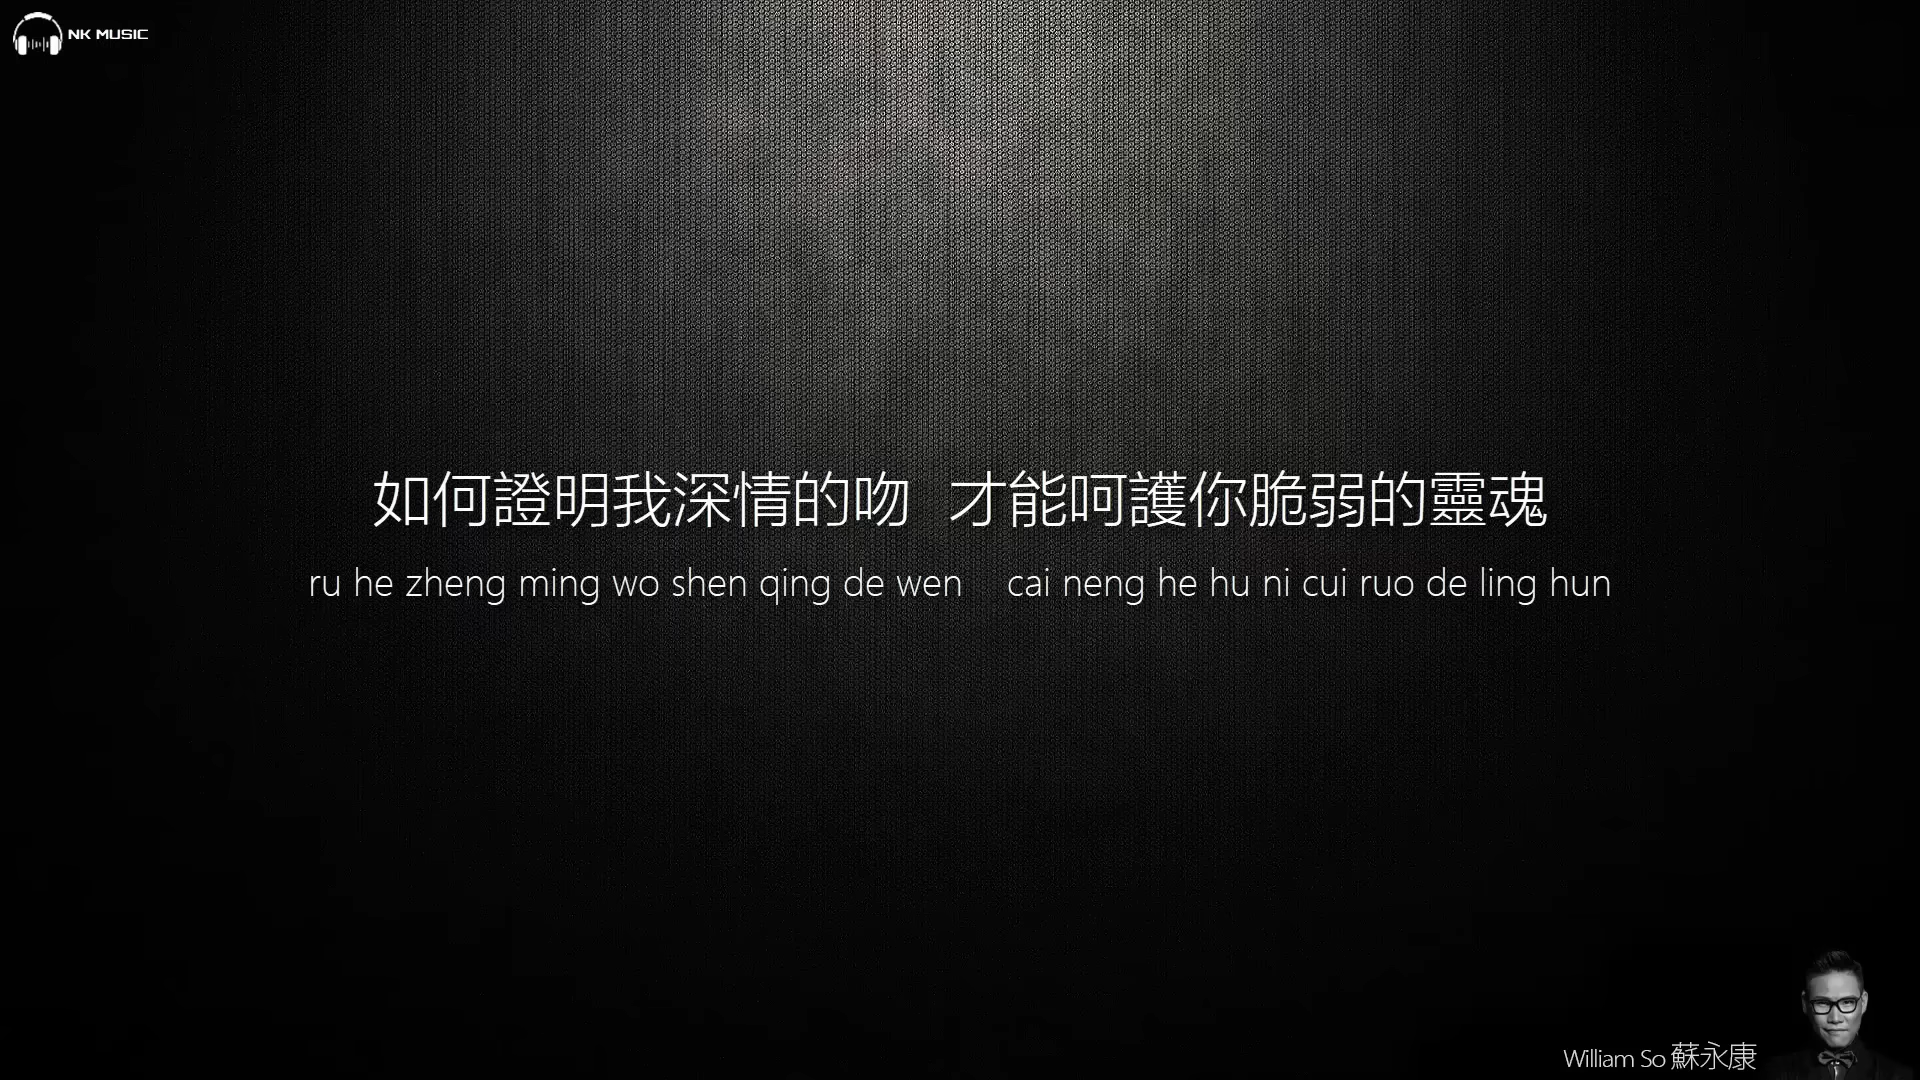 NK MUSIC
如何證明我深情的吻 才能呵護你脆弱的靈魂
ru he zheng ming wo shen qing de wen cai neng he hu ni cui ruo de ling hun
William So 蘇永康